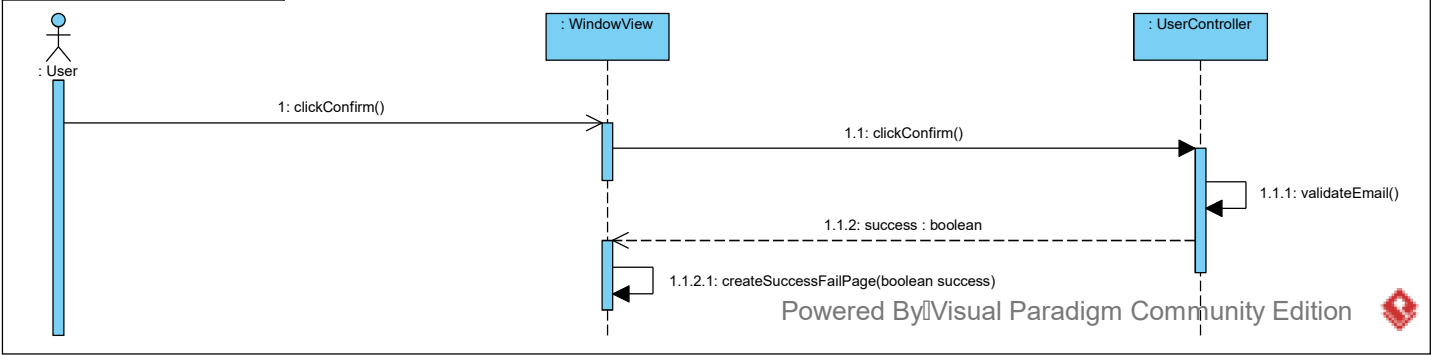 : User
: WindowView
: UserController
1: clickConfirm()
1.1: clickConfirm()
1.1.1: validateEmail()
1.1.2: success : boolean
1.1.2.1: createSuccessFailPage(boolean success)
Powered By▯Visual Paradigm Community Edition